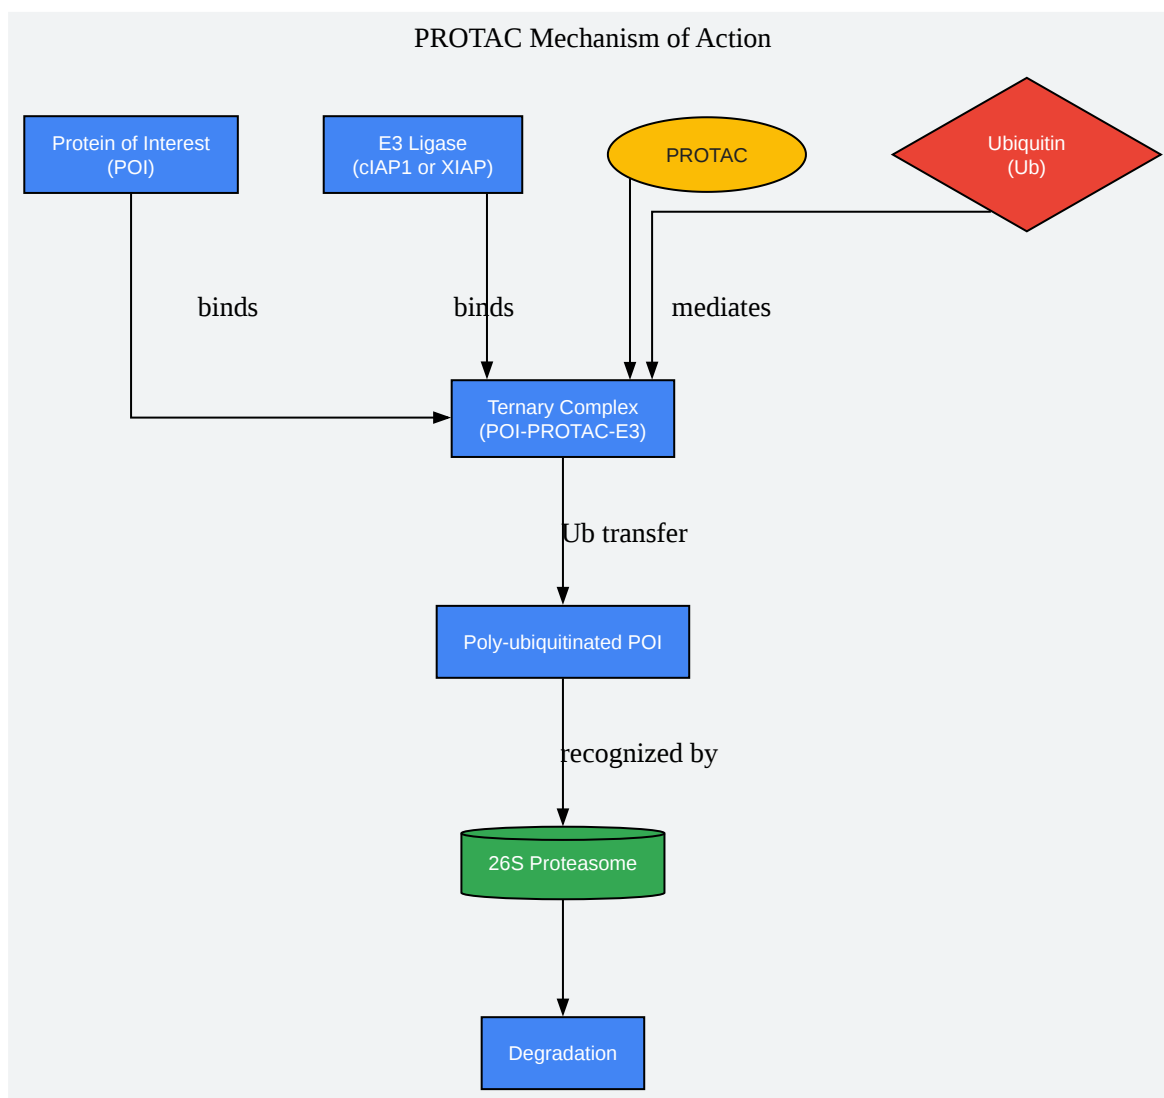 PROTAC Mechanism of Action
Protein of Interest
(POI)
E3 Ligase
(cIAP1 or XIAP)
PROTAC
Ubiquitin
(Ub)
binds
binds
mediates
Ternary Complex
(POI-PROTAC-E3)
Ub transfer
Poly-ubiquitinated POI
recognized by
26S Proteasome
Degradation